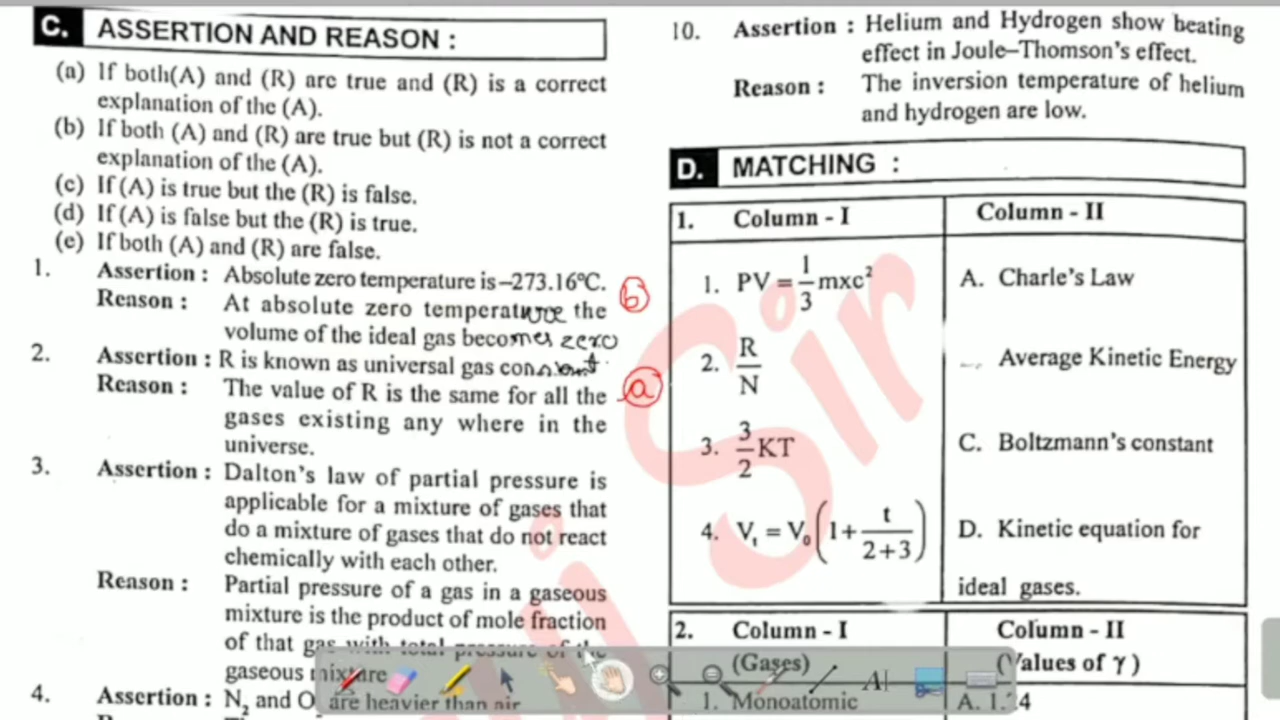 C. ASSERTION AND REASON :
(a) If both(A) and (R) are true and (R) is a correct
explanation of the (A).
(b) If both (A) and (R) are true but (R) is not a correct
explanation of the (A).
(c) If (A) is true but the (R) is false.
(d) If (A) is false but the (R) is true.
(e) If both (A) and (R) are false.
1. Assertion : Absolute zero temperature is –273.16°C.
b
Reason : At absolute zero temperature the
volume of the ideal gas becomes zero
2. Assertion : R is known as universal gas constant.
Reason : The value of R is the same for all the
a
gases existing any where in the
universe.
3. Assertion : Dalton's law of partial pressure is
applicable for a mixture of gases that
do a mixture of gases that do not react
chemically with each other.
Reason : Partial pressure of a gas in a gaseous
mixture is the product of mole fraction
of that gas with total pressure of the
gaseous mixture
4. Assertion : N₂ and O are heavier than air
10. Assertion : Helium and Hydrogen show beating
effect in Joule–Thomson's effect.
Reason : The inversion temperature of helium
and hydrogen are low.
D. MATCHING :
1. Column - I Column - II
1. PV = 1/3 mxc² A. Charle's Law
2. R/N Average Kinetic Energy
3. 3/2 KT C. Boltzmann's constant
4. Vₜ = V₀(1 + t/(2+3)) D. Kinetic equation for
ideal gases.
2. Column - I Column - II
(Gases) (Values of γ)
1. Monoatomic A.
Sir
A